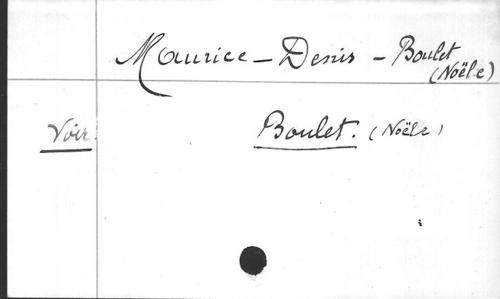 Maurice-Denis-Boulet
(Noële)
Voir. Boulet. (Noële)